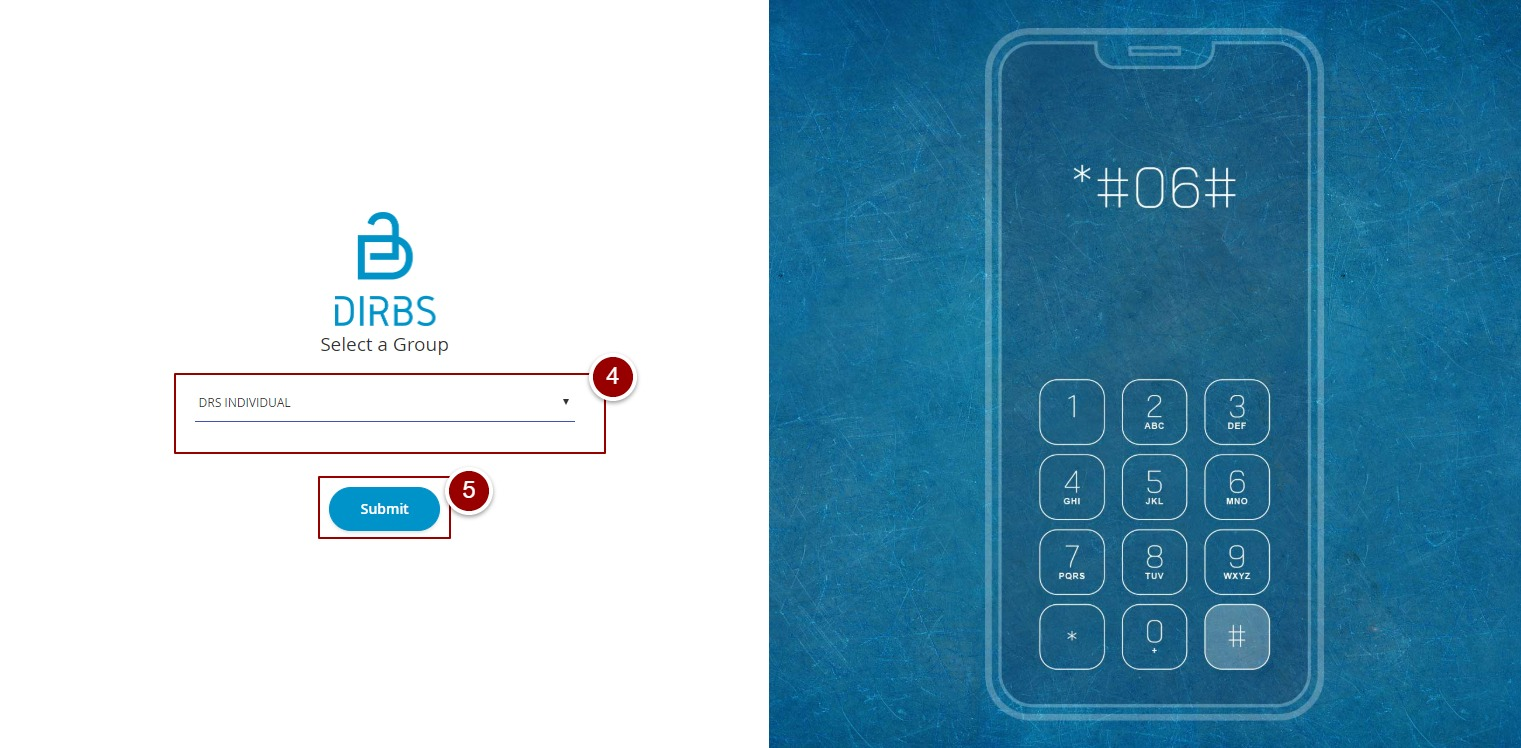 DIRBS
Select a Group
4
DRS INDIVIDUAL
5
Submit
*#06#
1
2
ABC
3
DEF
4
GHI
5
JKL
6
MNO
7
PQRS
8
TUV
9
WXYZ
*
0
+
#